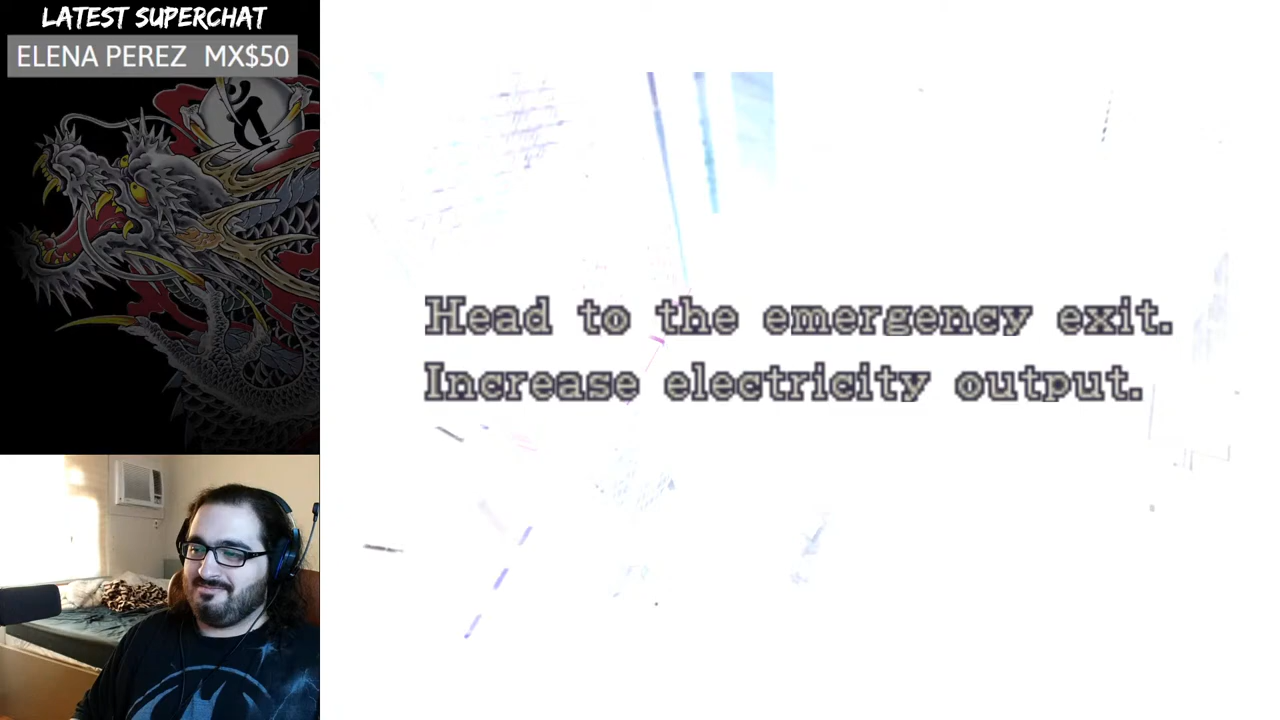 LATEST SUPERCHAT
ELENA PEREZ MX$50
Head to the emergency exit.
Increase electricity output.